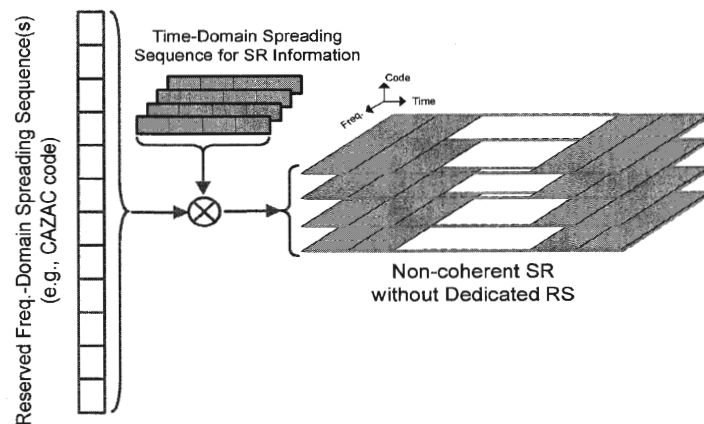 Time-Domain Spreading
Sequence for SR Information
Reserved Freq.-Domain Spreading Sequence(s)
(e.g., CAZAC code)
Code
Time
Freq.
Non-coherent SR
without Dedicated RS